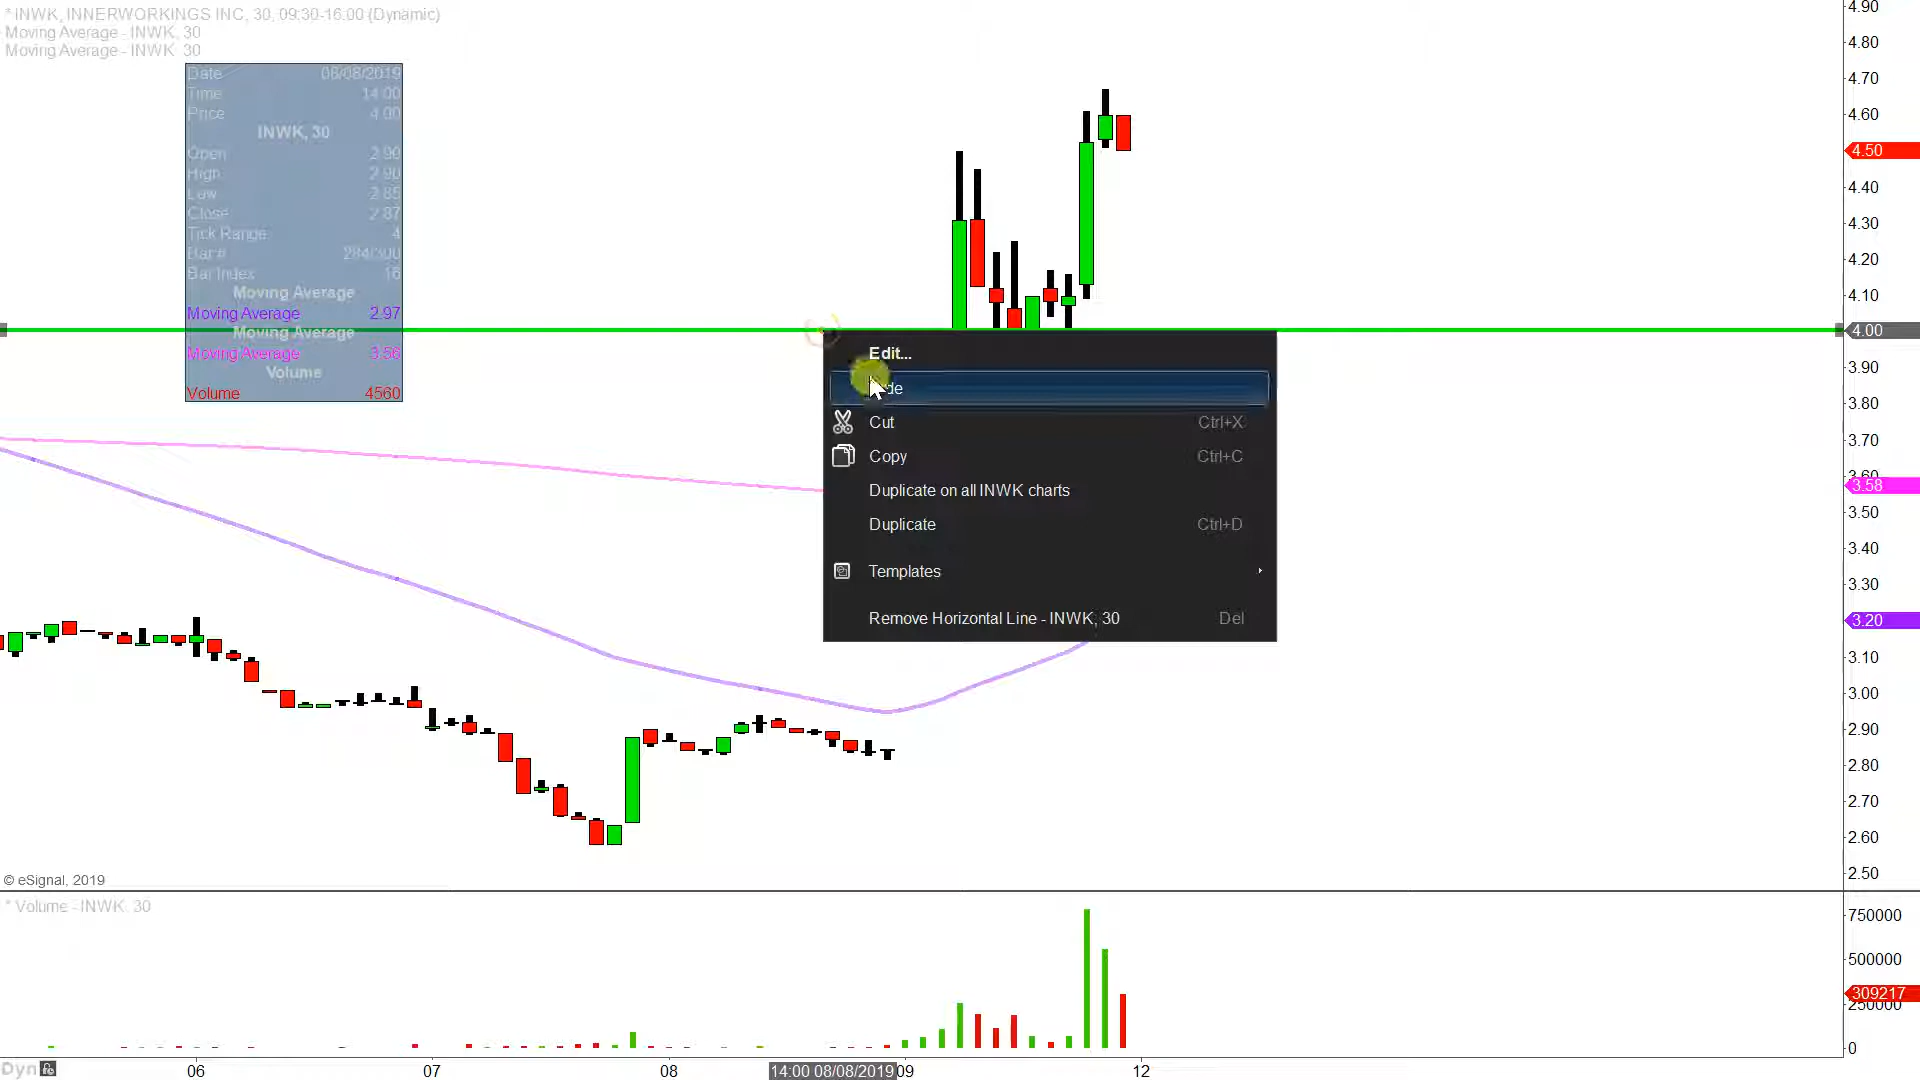 * INWK, INNERWORKINGS INC, 30, 09:30-16:00 (Dynamic)
Moving Average - INWK, 30
Moving Average - INWK, 30
Date 08/08/2019
Time 14:00
Price 4.00
INWK, 30
Open 2.90
High 2.90
Low 2.85
Close 2.87
Tick Range 4
Bar # 284/300
Bar Index 16
Moving Average
Moving Average 2.97
Moving Average
Moving Average 3.56
Volume
Volume 4560
Edit...
Cut Ctrl+X
Copy Ctrl+C
Duplicate on all INWK charts
Duplicate Ctrl+D
Templates
Remove Horizontal Line - INWK, 30 Del
4.90
4.80
4.70
4.60
4.50
4.40
4.30
4.20
4.10
4.00
3.90
3.80
3.70
3.60
3.58
3.50
3.40
3.30
3.20
3.10
3.00
2.90
2.80
2.70
2.60
2.50
© eSignal, 2019
* Volume - INWK, 30
750000
500000
309217
250000
0
Dyn
06 07 08 14:00 08/08/2019 09 12